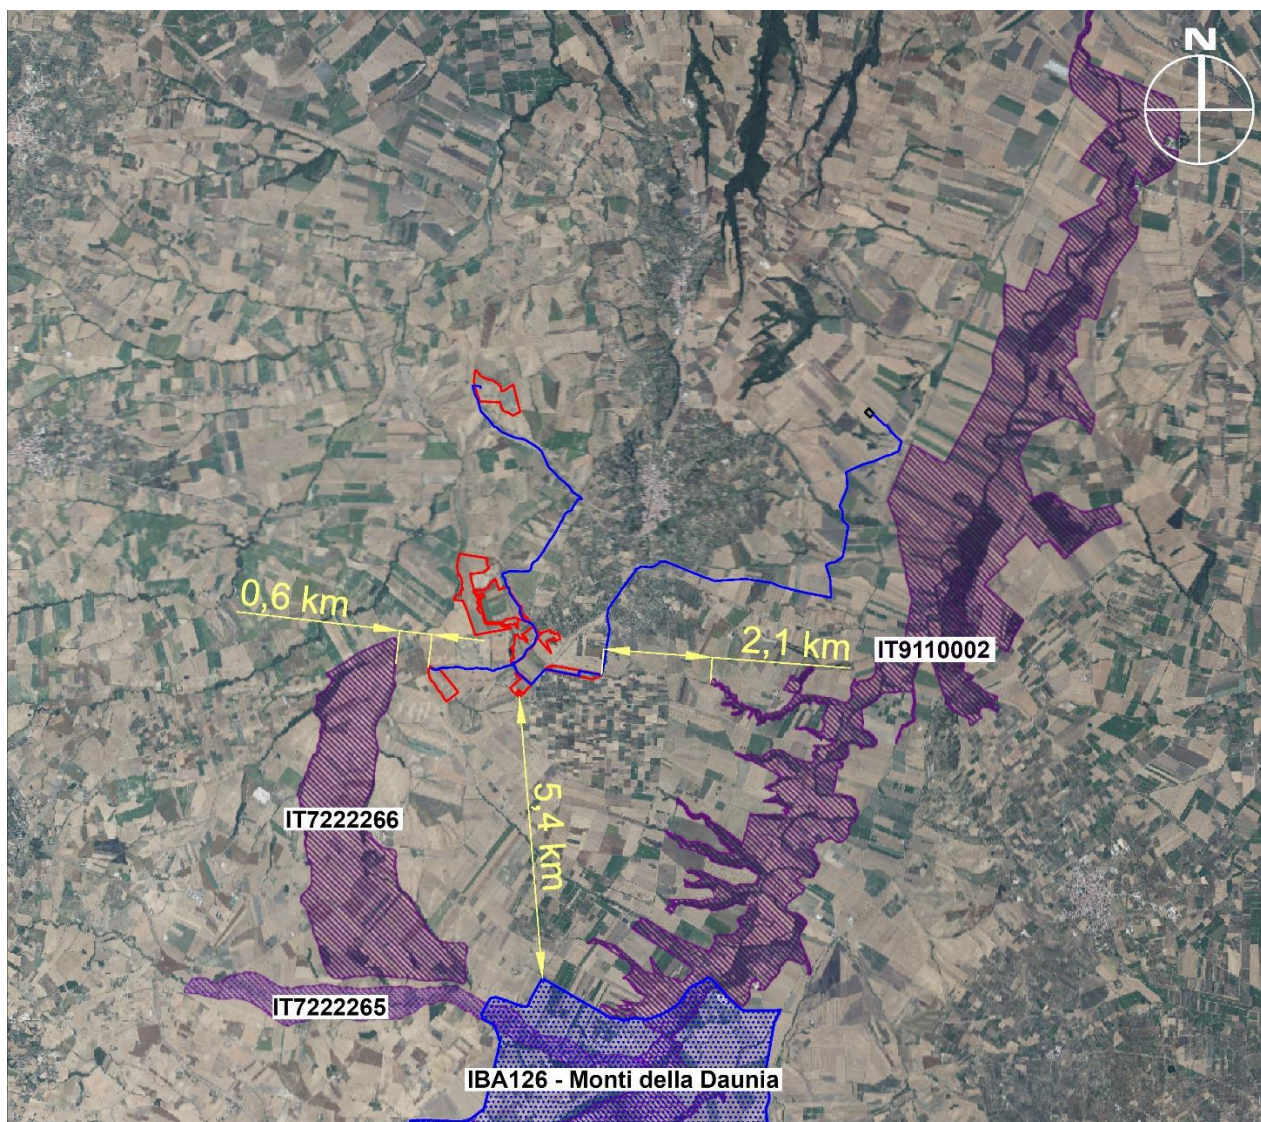 N
0,6 km
2,1 km
IT9110002
5,4 km
IT7222266
IT7222265
IBA126 - Monti della Daunia